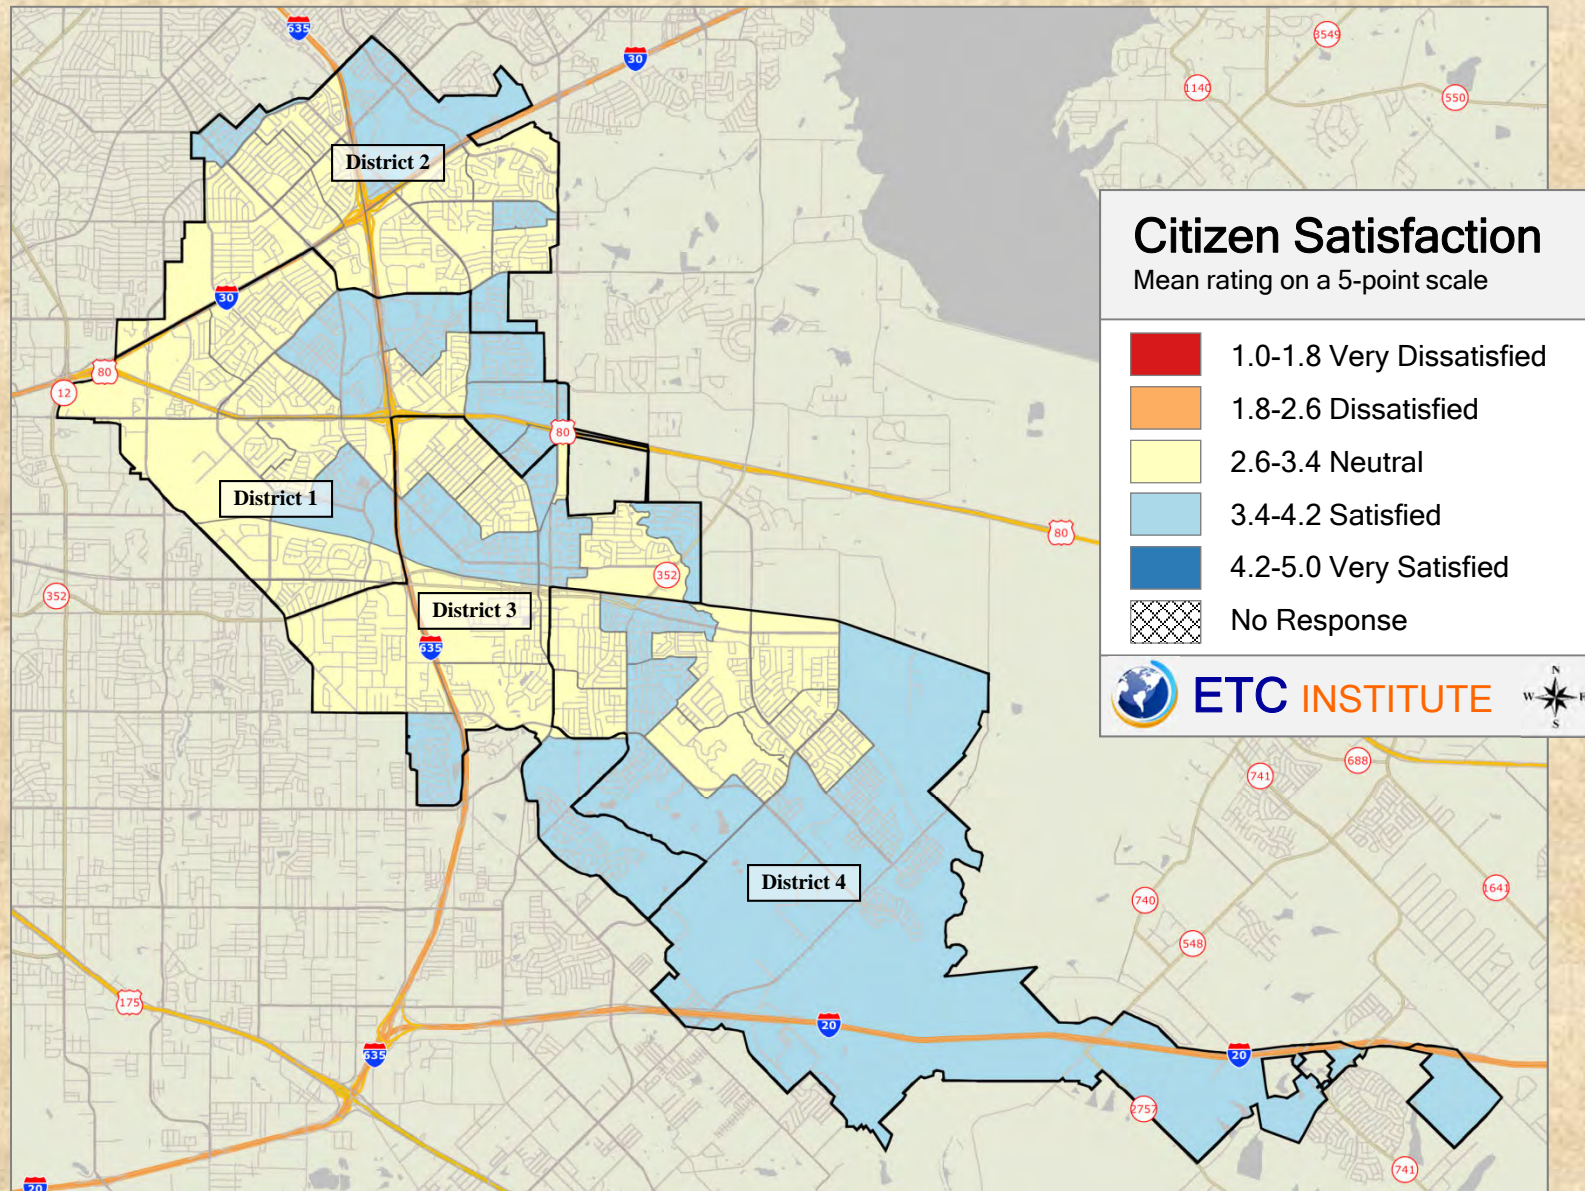 635
30
3549
1140
550
District 2
Citizen Satisfaction
Mean rating on a 5-point scale
30
1.0-1.8 Very Dissatisfied
80
12
1.8-2.6 Dissatisfied
80
2.6-3.4 Neutral
District 1
3.4-4.2 Satisfied
80
352
352
4.2-5.0 Very Satisfied
District 3
No Response
635
ETC INSTITUTE
N
W
E
S
688
741
District 4
1641
740
548
175
20
635
20
2757
741
20